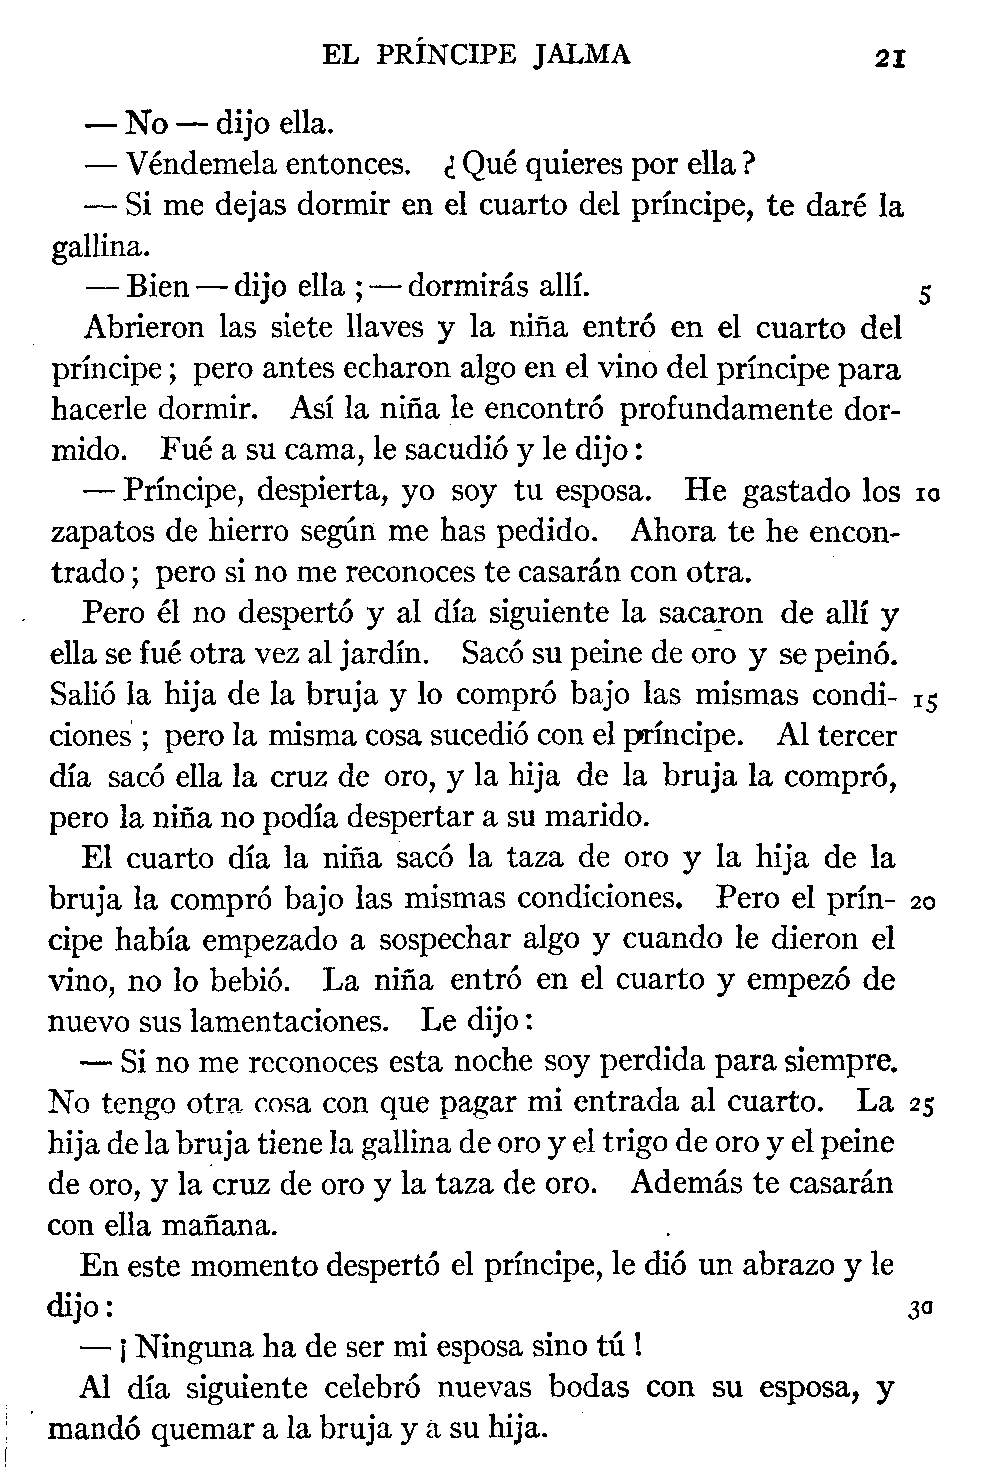 EL PRÍNCIPE JALMA 21
— No — dijo ella.
— Véndemela entonces. ¿ Qué quieres por ella ?
— Si me dejas dormir en el cuarto del príncipe, te daré la
gallina.
— Bien — dijo ella ; — dormirás allí. 5
Abrieron las siete llaves y la niña entró en el cuarto del
príncipe ; pero antes echaron algo en el vino del príncipe para
hacerle dormir. Así la niña le encontró profundamente dor-
mido. Fué a su cama, le sacudió y le dijo :
— Príncipe, despierta, yo soy tu esposa. He gastado los 10
zapatos de hierro según me has pedido. Ahora te he encon-
trado ; pero si no me reconoces te casarán con otra.
Pero él no despertó y al día siguiente la sacaron de allí y
ella se fué otra vez al jardín. Sacó su peine de oro y se peinó.
Salió la hija de la bruja y lo compró bajo las mismas condi- 15
ciones ; pero la misma cosa sucedió con el príncipe. Al tercer
día sacó ella la cruz de oro, y la hija de la bruja la compró,
pero la niña no podía despertar a su marido.
El cuarto día la niña sacó la taza de oro y la hija de la
bruja la compró bajo las mismas condiciones. Pero el prín- 20
cipe había empezado a sospechar algo y cuando le dieron el
vino, no lo bebió. La niña entró en el cuarto y empezó de
nuevo sus lamentaciones. Le dijo :
— Si no me reconoces esta noche soy perdida para siempre.
No tengo otra cosa con que pagar mi entrada al cuarto. La 25
hija de la bruja tiene la gallina de oro y el trigo de oro y el peine
de oro, y la cruz de oro y la taza de oro. Además te casarán
con ella mañana.
En este momento despertó el príncipe, le dió un abrazo y le
dijo : 30
— ¡ Ninguna ha de ser mi esposa sino tú !
Al día siguiente celebró nuevas bodas con su esposa, y
mandó quemar a la bruja y a su hija.